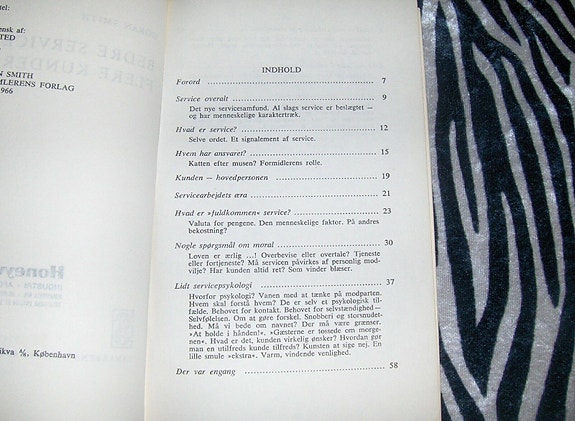 tel:
ensk af:
TED
N SMITH
MLERENS FORLAG
966
Honeyw
ikva A/S, København
INDHOLD
Forord ........ 7
Service overalt ........ 9
Det nye servicesamfund. Al slags service er beslægtet —
og har menneskelige karaktertræk.
Hvad er service? ........ 12
Selve ordet. Et signalement af service.
Hvem har ansvaret? ........ 15
Katten efter musen? Formidlerens rolle.
Kunden — hovedpersonen ........ 19
Servicearbejdets æra ........ 21
Hvad er »fuldkommen« service? ........ 23
Valuta for pengene. Den menneskelige faktor. På andres
bekostning?
Nogle spørgsmål om moral ........ 30
Loven er ærlig ...! Overbevise eller overtale? Tjeneste
eller fortjeneste? Må servicen påvirkes af personlig mod-
vilje? Har kunden altid ret? Som vinder blæser.
Lidt servicepsykologi ........ 37
Hvorfor psykologi? Vanen med at tænke på modparten.
Hvem skal forstå hvem? De er selv et psykologisk til-
fælde. Behovet for kontakt. Behovet for selvstændighed —
Selvfølelsen. Om at gøre forskel. Snobberi og storsnudet-
hed. Må vi bede om navnet? Der må være grænser.
»At holde i hånden!«. »Gæsterne er tossede om morge-
nen«. Hvad er det, kunden virkelig ønsker? Hvordan gør
man en utilfreds kunde tilfreds? Kunsten at sige nej. En
lille smule »ekstra«. Varm, vindende venlighed.
Der var engang ........ 58